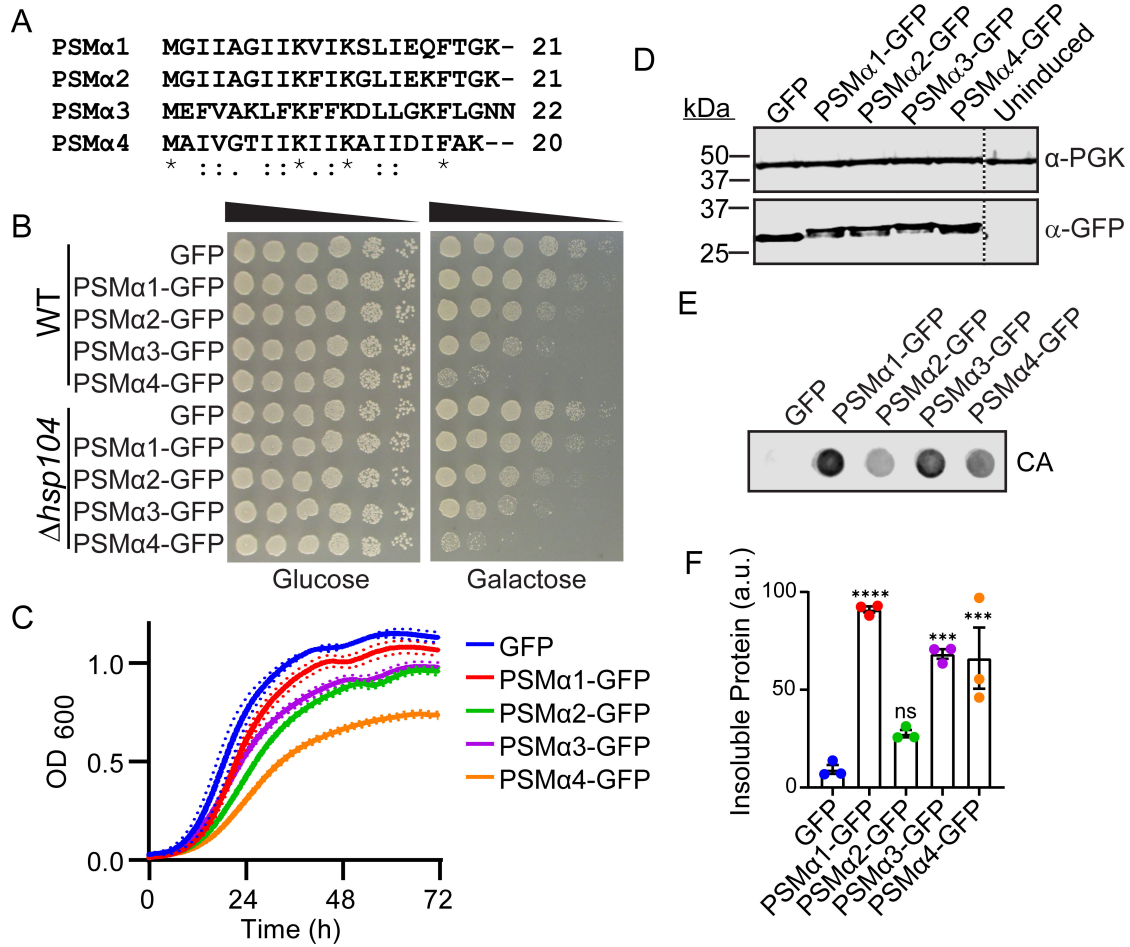 A
PSMα1 MGIIAGIIKVIKSLIEQFTGK- 21
PSMα2 MGIIAGIIKFIKGLIEKFTGK- 21
PSMα3 MEFVAKLFKFFKDLLGKFLGNN 22
PSMα4 MAIVGTIIKIIKAIIDIFAK-- 20
* ::. ::*.:* :: *
B
WT
GFP
PSMα1-GFP
PSMα2-GFP
PSMα3-GFP
PSMα4-GFP
Δhsp104
GFP
PSMα1-GFP
PSMα2-GFP
PSMα3-GFP
PSMα4-GFP
Glucose
Galactose
C
OD 600
1.0
0.5
0.0
0
24
48
72
Time (h)
GFP
PSMα1-GFP
PSMα2-GFP
PSMα3-GFP
PSMα4-GFP
D
kDa
GFP
PSMα1-GFP
PSMα2-GFP
PSMα3-GFP
PSMα4-GFP
Uninduced
50
37
α-PGK
37
25
α-GFP
E
GFP
PSMα1-GFP
PSMα2-GFP
PSMα3-GFP
PSMα4-GFP
CA
F
Insoluble Protein (a.u.)
100
50
0
****
ns
***
***
GFP
PSMα1-GFP
PSMα2-GFP
PSMα3-GFP
PSMα4-GFP